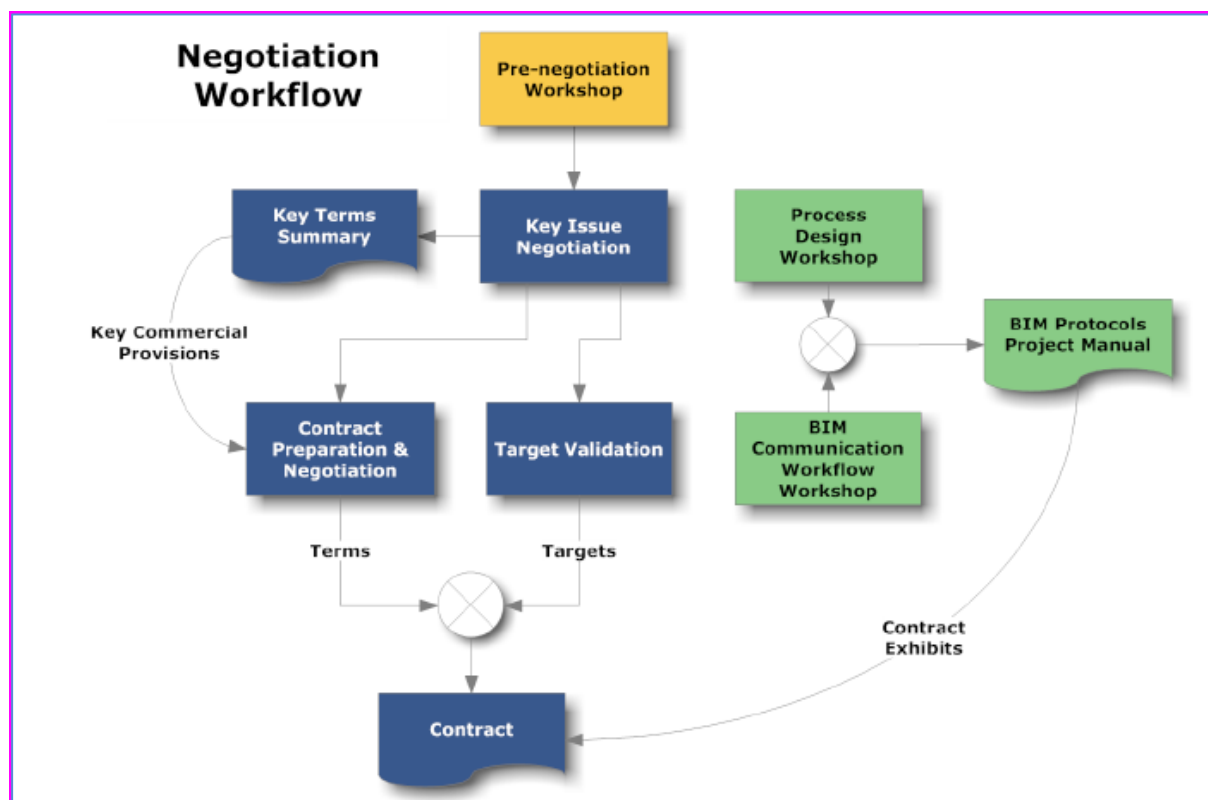 Negotiation
Workflow
Pre-negotiation
Workshop
Key Terms
Summary
Key Issue
Negotiation
Process
Design
Workshop
Key Commercial
Provisions
BIM Protocols
Project Manual
Contract
Preparation &
Negotiation
Target Validation
BIM
Communication
Workflow
Workshop
Terms
Targets
Contract
Exhibits
Contract